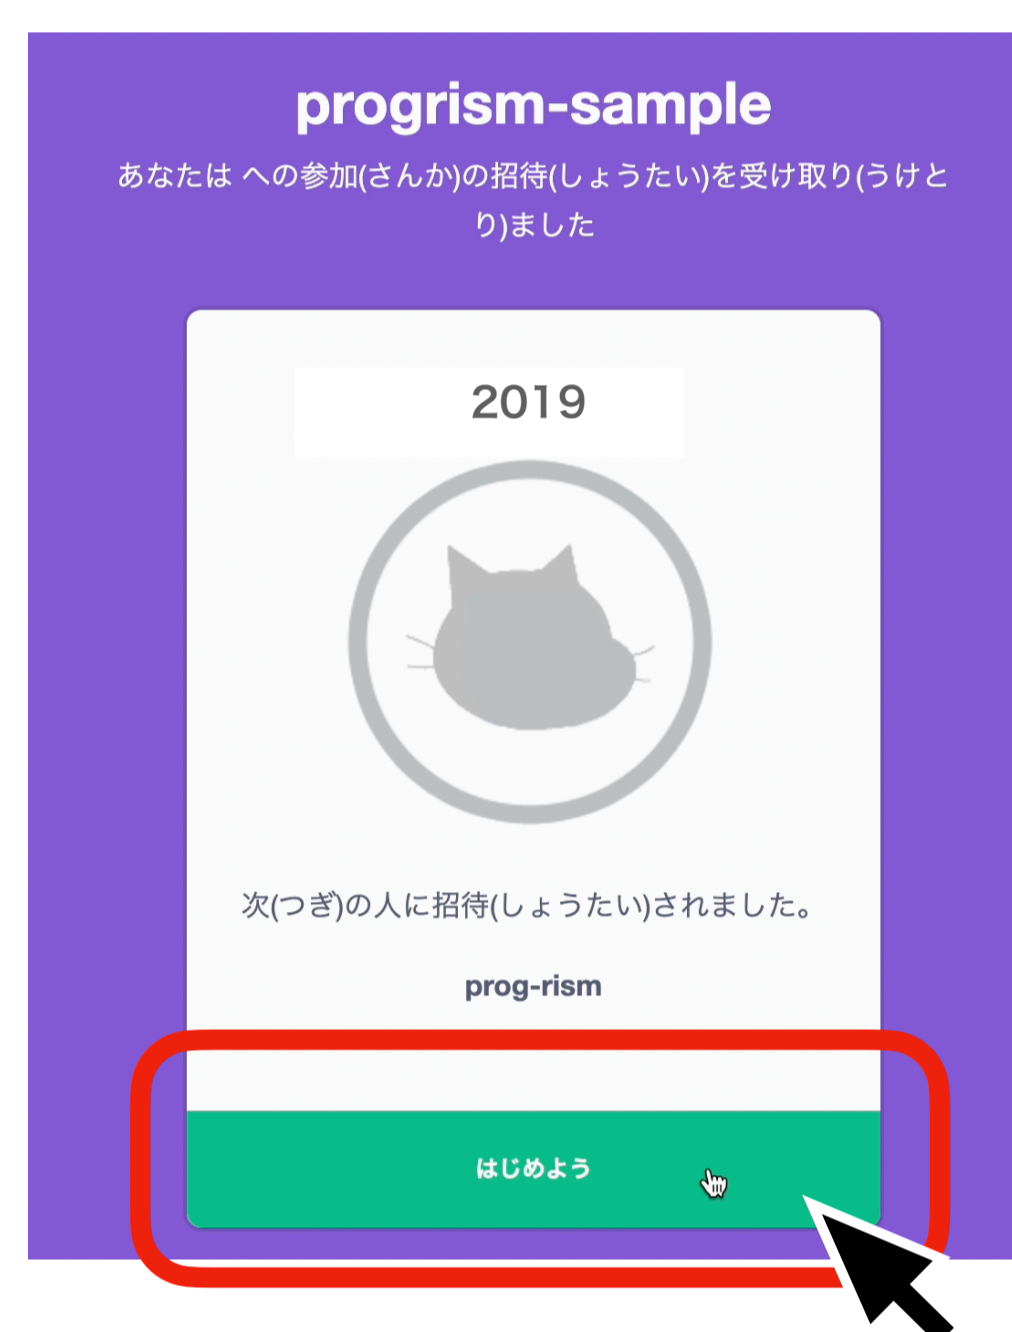 progrism-sample
あなたは への参加(さんか)の招待(しょうたい)を受け取り(うけと
り)ました
2019
次(つぎ)の人に招待(しょうたい)されました。
prog-rism
はじめよう